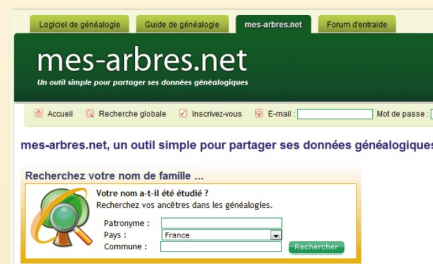 Logiciel de généalogie Guide de généalogie mes-arbres.net Forum d'entraide
mes-arbres.net
Un outil simple pour partager ses données généalogiques
Accueil Recherche globale Inscrivez-vous E-mail : Mot de passe :
mes-arbres.net, un outil simple pour partager ses données généalogiques
Recherchez votre nom de famille ...
Votre nom a-t-il été étudié ?
Recherchez vos ancêtres dans les généalogies.
Patronyme :
Pays : France
Commune : Rechercher